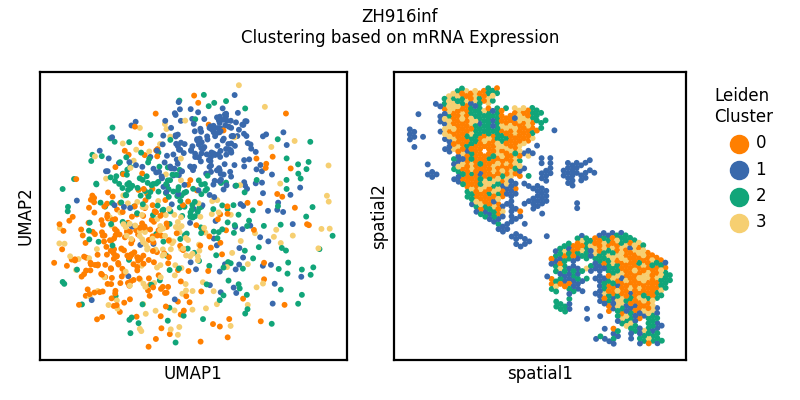 ZH916inf
Clustering based on mRNA Expression
UMAP2
UMAP1
spatial2
spatial1
Leiden
Cluster
0
1
2
3